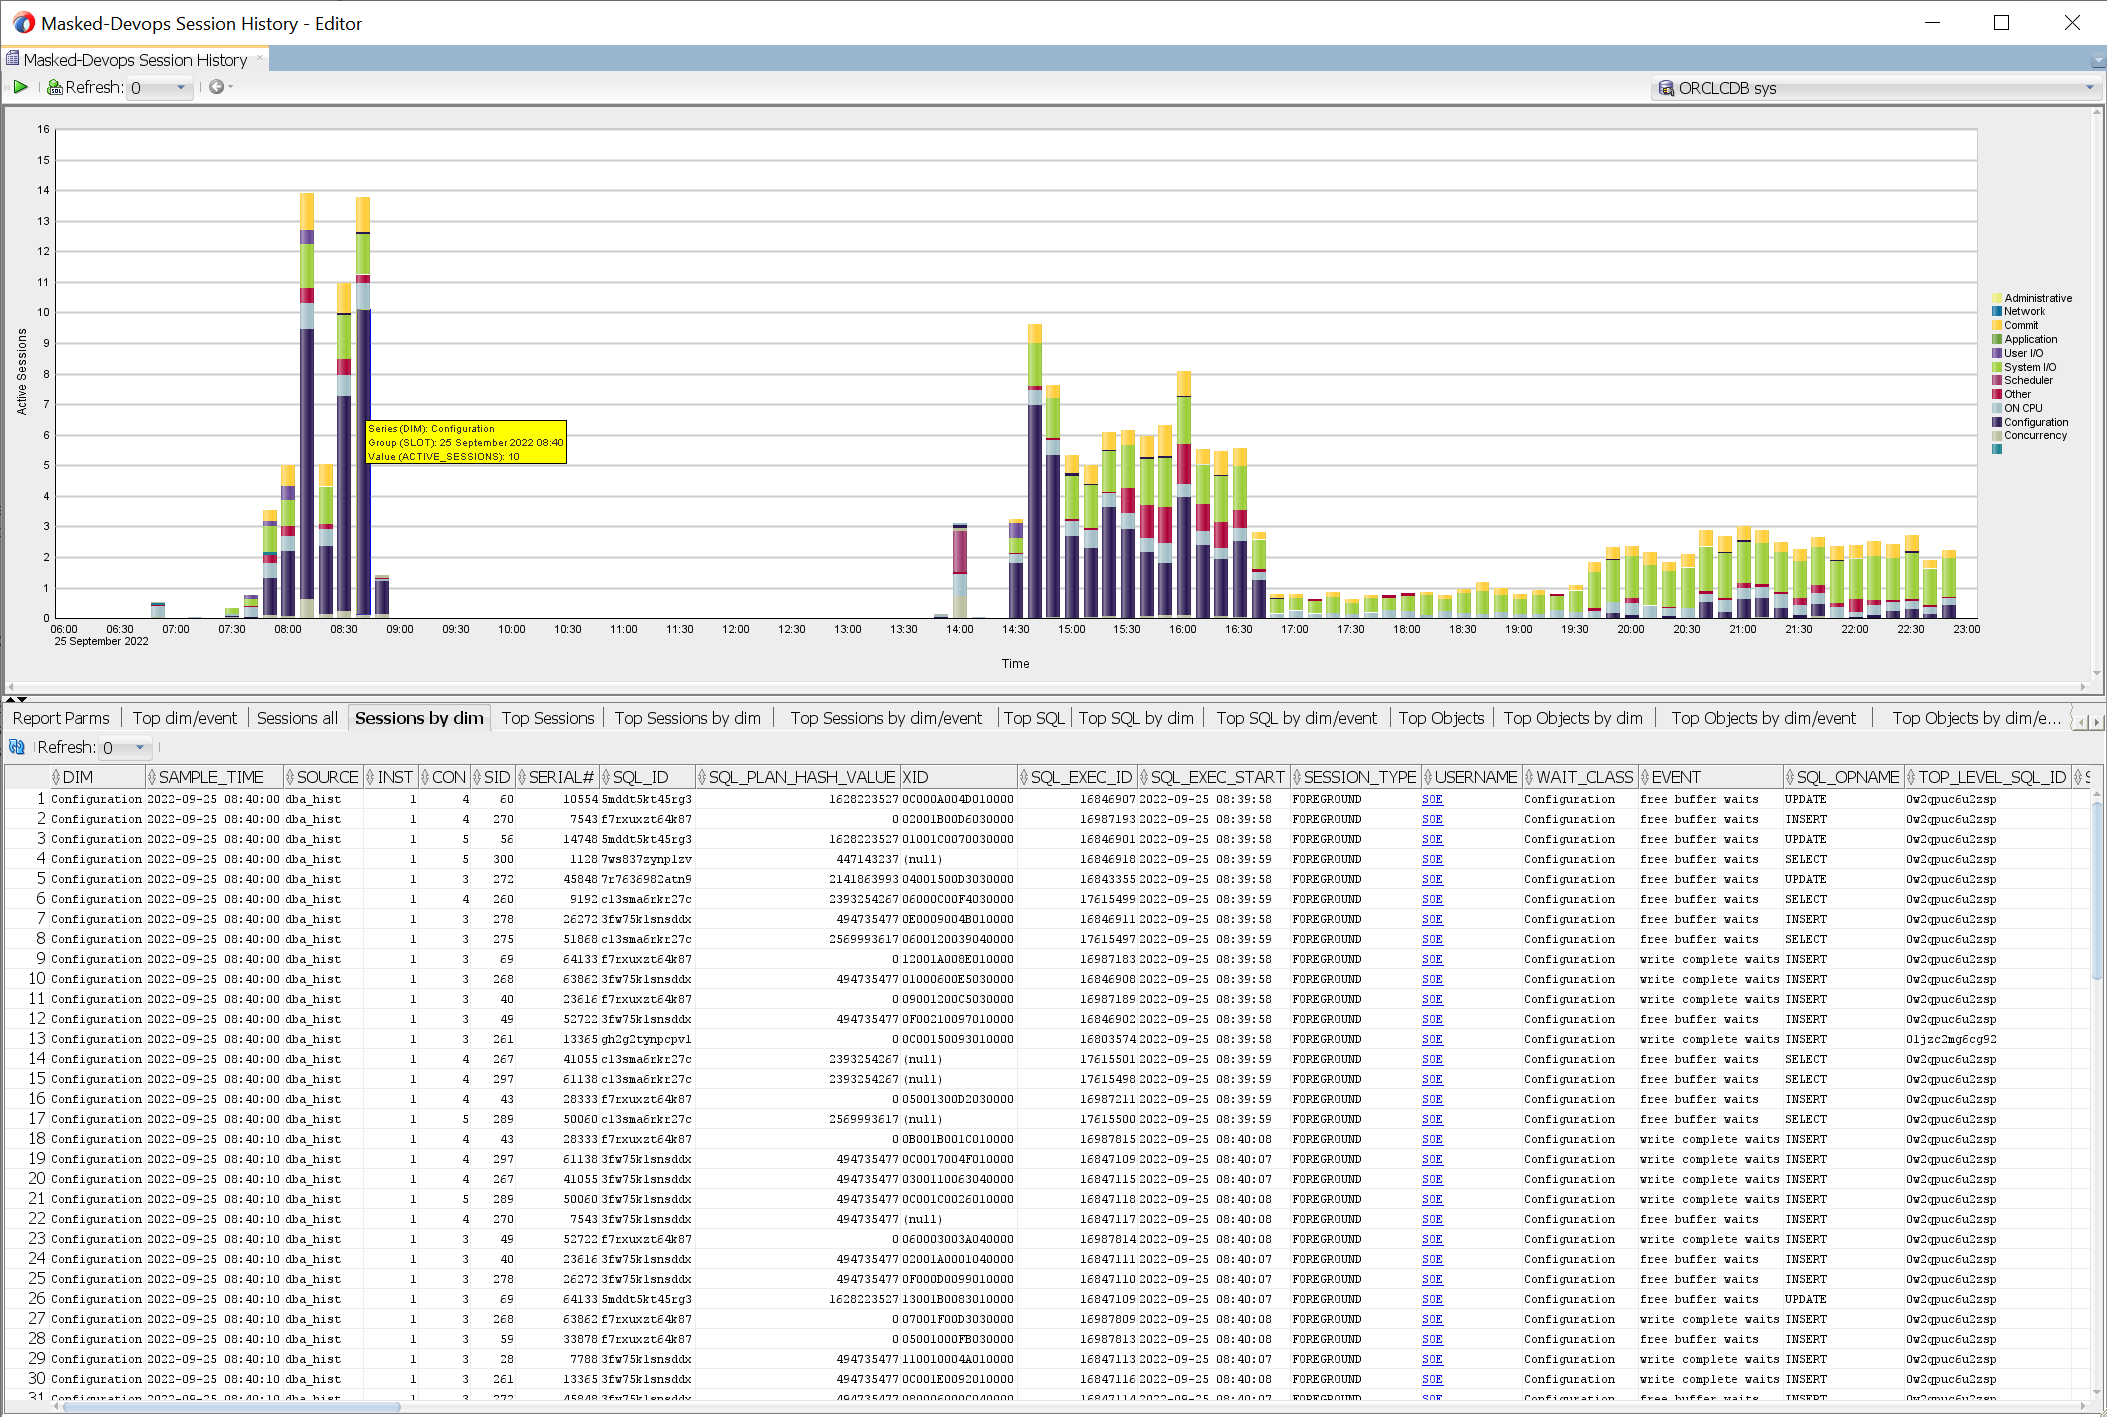 Masked-Devops Session History - Editor
Masked-Devops Session History
Refresh: 0
ORCLCDB sys
16
15
14
13
12
11
10
9
8
7
6
5
4
3
2
1
0
Active Sessions
06:00 06:30 07:00 07:30 08:00 08:30 09:00 09:30 10:00 10:30 11:00 11:30 12:00 12:30 13:00 13:30 14:00 14:30 15:00 15:30 16:00 16:30 17:00 17:30 18:00 18:30 19:00 19:30 20:00 20:30 21:00 21:30 22:00 22:30 23:00
25 September 2022
Time
Series (DIM): Configuration
Group (SLOT): 25 September 2022 08:40
Value (ACTIVE_SESSIONS): 10
Administrative
Network
Commit
Application
User I/O
System I/O
Scheduler
Other
ON CPU
Configuration
Concurrency
Report Parms Top dim/event Sessions all Sessions by dim Top Sessions Top Sessions by dim Top Sessions by dim/event Top SQL Top SQL by dim Top SQL by dim/event Top Objects Top Objects by dim Top Objects by dim/event Top Objects by dim/e...
Refresh: 0
DIM SAMPLE_TIME SOURCE INST CON SID SERIAL# SQL_ID SQL_PLAN_HASH_VALUE XID SQL_EXEC_ID SQL_EXEC_START SESSION_TYPE USERNAME WAIT_CLASS EVENT SQL_OPNAME TOP_LEVEL_SQL_ID S
1 Configuration 2022-09-25 08:40:00 dba_hist 1 4 60 10554 5mddt5kt45rg3 1628223527 0C000A004D010000 16846907 2022-09-25 08:39:58 FOREGROUND SOE Configuration free buffer waits UPDATE 0w2qpuc6u2zsp
2 Configuration 2022-09-25 08:40:00 dba_hist 1 4 270 7543 f7rxuxzt64k87 0 02001B00D6030000 16987193 2022-09-25 08:39:58 FOREGROUND SOE Configuration free buffer waits INSERT 0w2qpuc6u2zsp
3 Configuration 2022-09-25 08:40:00 dba_hist 1 5 56 14748 5mddt5kt45rg3 1628223527 01001C0070030000 16846901 2022-09-25 08:39:58 FOREGROUND SOE Configuration free buffer waits UPDATE 0w2qpuc6u2zsp
4 Configuration 2022-09-25 08:40:00 dba_hist 1 5 300 1128 7ws837zynp1zv 447143237 (null) 16846918 2022-09-25 08:39:59 FOREGROUND SOE Configuration free buffer waits SELECT 0w2qpuc6u2zsp
5 Configuration 2022-09-25 08:40:00 dba_hist 1 3 272 45848 7r7636982atn9 2141863993 04001500D3030000 16843355 2022-09-25 08:39:58 FOREGROUND SOE Configuration free buffer waits UPDATE 0w2qpuc6u2zsp
6 Configuration 2022-09-25 08:40:00 dba_hist 1 4 260 9192 c13sma6rkr27c 2393254267 06000C00F4030000 17615499 2022-09-25 08:39:59 FOREGROUND SOE Configuration free buffer waits SELECT 0w2qpuc6u2zsp
7 Configuration 2022-09-25 08:40:00 dba_hist 1 3 278 26272 3fw75k1snsddx 494735477 0E0009004B010000 16846911 2022-09-25 08:39:58 FOREGROUND SOE Configuration free buffer waits INSERT 0w2qpuc6u2zsp
8 Configuration 2022-09-25 08:40:00 dba_hist 1 3 275 51868 c13sma6rkr27c 2569993617 0600120039040000 17615497 2022-09-25 08:39:59 FOREGROUND SOE Configuration free buffer waits SELECT 0w2qpuc6u2zsp
9 Configuration 2022-09-25 08:40:00 dba_hist 1 3 69 64133 f7rxuxzt64k87 0 12001A008E010000 16987183 2022-09-25 08:39:58 FOREGROUND SOE Configuration write complete waits INSERT 0w2qpuc6u2zsp
10 Configuration 2022-09-25 08:40:00 dba_hist 1 3 268 63862 3fw75k1snsddx 494735477 01000600E5030000 16846908 2022-09-25 08:39:58 FOREGROUND SOE Configuration write complete waits INSERT 0w2qpuc6u2zsp
11 Configuration 2022-09-25 08:40:00 dba_hist 1 3 40 23616 f7rxuxzt64k87 0 09001200C5030000 16987189 2022-09-25 08:39:58 FOREGROUND SOE Configuration write complete waits INSERT 0w2qpuc6u2zsp
12 Configuration 2022-09-25 08:40:00 dba_hist 1 3 49 52722 3fw75k1snsddx 494735477 0F00210097010000 16846902 2022-09-25 08:39:58 FOREGROUND SOE Configuration free buffer waits INSERT 0w2qpuc6u2zsp
13 Configuration 2022-09-25 08:40:00 dba_hist 1 3 261 13365 gh2g2tynpcpv1 0 0C00150093010000 16803574 2022-09-25 08:39:58 FOREGROUND SOE Configuration write complete waits INSERT 01jzc2mg6cg92
14 Configuration 2022-09-25 08:40:00 dba_hist 1 4 267 41055 c13sma6rkr27c 2393254267 (null) 17615501 2022-09-25 08:39:59 FOREGROUND SOE Configuration free buffer waits SELECT 0w2qpuc6u2zsp
15 Configuration 2022-09-25 08:40:00 dba_hist 1 4 297 61138 c13sma6rkr27c 2393254267 (null) 17615498 2022-09-25 08:39:59 FOREGROUND SOE Configuration free buffer waits SELECT 0w2qpuc6u2zsp
16 Configuration 2022-09-25 08:40:00 dba_hist 1 4 43 28333 f7rxuxzt64k87 0 05001300D2030000 16987211 2022-09-25 08:39:59 FOREGROUND SOE Configuration free buffer waits INSERT 0w2qpuc6u2zsp
17 Configuration 2022-09-25 08:40:00 dba_hist 1 5 289 50060 c13sma6rkr27c 2569993617 (null) 17615500 2022-09-25 08:39:59 FOREGROUND SOE Configuration free buffer waits SELECT 0w2qpuc6u2zsp
18 Configuration 2022-09-25 08:40:10 dba_hist 1 4 43 28333 f7rxuxzt64k87 0 0B001B001C010000 16987815 2022-09-25 08:40:08 FOREGROUND SOE Configuration write complete waits INSERT 0w2qpuc6u2zsp
19 Configuration 2022-09-25 08:40:10 dba_hist 1 4 297 61138 3fw75k1snsddx 494735477 0C0017004F010000 16847109 2022-09-25 08:40:07 FOREGROUND SOE Configuration write complete waits INSERT 0w2qpuc6u2zsp
20 Configuration 2022-09-25 08:40:10 dba_hist 1 4 267 41055 3fw75k1snsddx 494735477 0300110063040000 16847115 2022-09-25 08:40:07 FOREGROUND SOE Configuration write complete waits INSERT 0w2qpuc6u2zsp
21 Configuration 2022-09-25 08:40:10 dba_hist 1 5 289 50060 3fw75k1snsddx 494735477 0C001C0026010000 16847118 2022-09-25 08:40:08 FOREGROUND SOE Configuration write complete waits INSERT 0w2qpuc6u2zsp
22 Configuration 2022-09-25 08:40:10 dba_hist 1 4 270 7543 3fw75k1snsddx 494735477 (null) 16847117 2022-09-25 08:40:08 FOREGROUND SOE Configuration free buffer waits INSERT 0w2qpuc6u2zsp
23 Configuration 2022-09-25 08:40:10 dba_hist 1 3 49 52722 f7rxuxzt64k87 0 060003003A040000 16987814 2022-09-25 08:40:08 FOREGROUND SOE Configuration write complete waits INSERT 0w2qpuc6u2zsp
24 Configuration 2022-09-25 08:40:10 dba_hist 1 3 40 23616 3fw75k1snsddx 494735477 02001A0001040000 16847111 2022-09-25 08:40:07 FOREGROUND SOE Configuration free buffer waits INSERT 0w2qpuc6u2zsp
25 Configuration 2022-09-25 08:40:10 dba_hist 1 3 278 26272 3fw75k1snsddx 494735477 0F000D0099010000 16847110 2022-09-25 08:40:07 FOREGROUND SOE Configuration free buffer waits INSERT 0w2qpuc6u2zsp
26 Configuration 2022-09-25 08:40:10 dba_hist 1 3 69 64133 5mddt5kt45rg3 1628223527 13001B0083010000 16847109 2022-09-25 08:40:07 FOREGROUND SOE Configuration free buffer waits UPDATE 0w2qpuc6u2zsp
27 Configuration 2022-09-25 08:40:10 dba_hist 1 3 268 63862 f7rxuxzt64k87 0 07001F00D3030000 16987809 2022-09-25 08:40:08 FOREGROUND SOE Configuration write complete waits INSERT 0w2qpuc6u2zsp
28 Configuration 2022-09-25 08:40:10 dba_hist 1 3 59 33878 f7rxuxzt64k87 0 05001000FB030000 16987813 2022-09-25 08:40:08 FOREGROUND SOE Configuration free buffer waits INSERT 0w2qpuc6u2zsp
29 Configuration 2022-09-25 08:40:10 dba_hist 1 3 28 7788 3fw75k1snsddx 494735477 110010004A010000 16847113 2022-09-25 08:40:07 FOREGROUND SOE Configuration write complete waits INSERT 0w2qpuc6u2zsp
30 Configuration 2022-09-25 08:40:10 dba_hist 1 3 261 13365 3fw75k1snsddx 494735477 0C001E0092010000 16847116 2022-09-25 08:40:08 FOREGROUND SOE Configuration write complete waits INSERT 0w2qpuc6u2zsp
31 Configuration 2022-09-25 08:40:10 dba_hist 1 3 272 45848 3fw75k1snsddx 494735477 080006000C040000 16847114 2022-09-25 08:40:07 FOREGROUND SOE Configuration free buffer waits INSERT 0w2qpuc6u2zsp